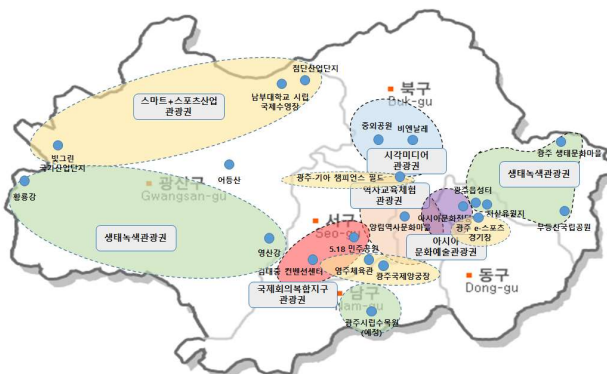 첨단산업단지
스마트+스포츠산업
관광권
남부대학교 시립
국제수영장
북구
Buk-gu
중외공원
비엔날레
빛그린
국가산업단지
시각미디어
관광권
광주 생태문화마을
어등산
광주-기아 챔피언스 필드
생태녹색관광권
광산구
Gwangsan-gu
황룡강
역사교육체험
관광권
광주읍성터
아시아문화전당
지산유원지
무등산국립공원
서구
Seo-gu
양림역사문화마을
광주 e-스포츠
경기장
생태녹색관광권
5.18 민주공원
아시아
문화예술관광권
영산강
김대중 컨벤션센터
염주체육관
광주국제양궁장
동구
Dong-gu
국제회의복합지구
관광권
남구
Nam-gu
광주시립수목원
(예정)